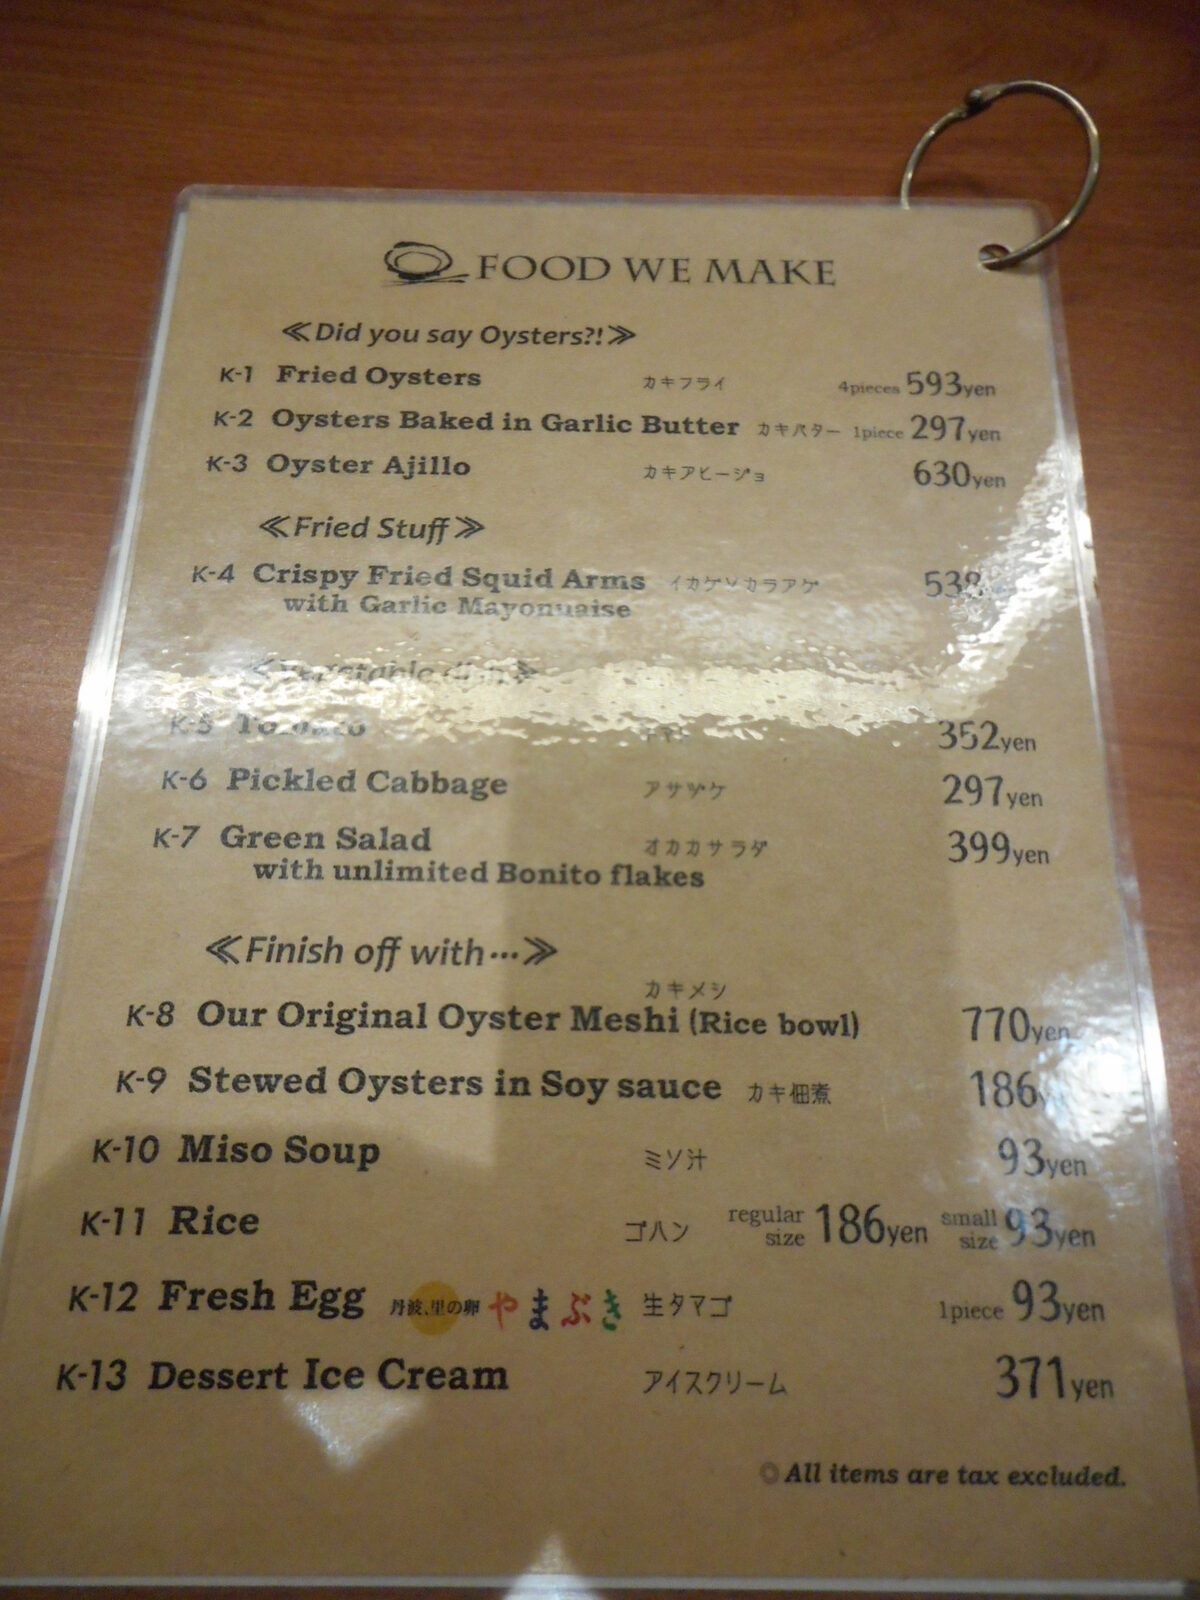 FOOD WE MAKE
≪Did you say Oysters?!≫
K-1 Fried Oysters カキフライ 4pieces 593yen
K-2 Oysters Baked in Garlic Butter カキバター 1piece 297yen
K-3 Oyster Ajillo カキアヒージョ 630yen
≪Fried Stuff≫
K-4 Crispy Fried Squid Arms イカゲソカラアゲ 538
with Garlic Mayonnaise
≪Vegetable dish≫
K-5 Tomato 352yen
K-6 Pickled Cabbage アサヅケ 297yen
K-7 Green Salad オカカサラダ 399yen
with unlimited Bonito flakes
≪Finish off with…≫
カキメシ
K-8 Our Original Oyster Meshi (Rice bowl) 770yen
K-9 Stewed Oysters in Soy sauce カキ佃煮 186
K-10 Miso Soup ミソ汁 93yen
K-11 Rice ゴハン regular size 186yen small size 93yen
K-12 Fresh Egg 丹波、里の卵 やまぶき 生タマゴ 1piece 93yen
K-13 Dessert Ice Cream アイスクリーム 371yen
◎All items are tax excluded.